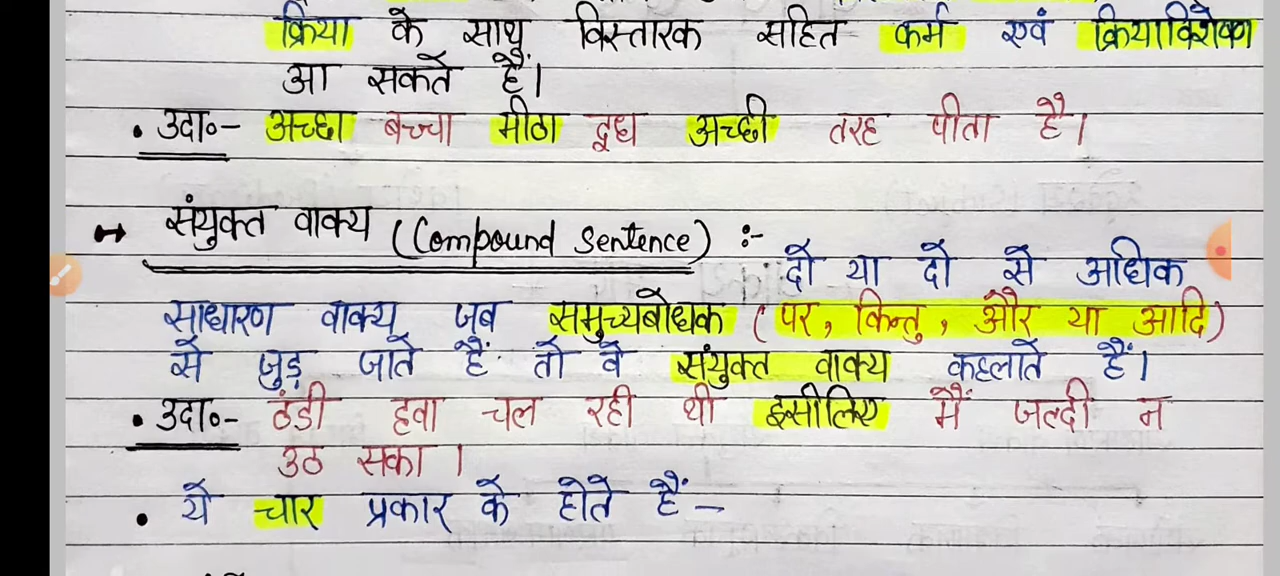 क्रिया के साथ विस्तारक सहित कर्म एवं क्रियाविशेषण
आ सकते हैं।
• उदा०- अच्छा बच्चा मीठा दूध अच्छी तरह पीता है।
↦ संयुक्त वाक्य (Compound Sentence) :-
दो या दो से अधिक
साधारण वाक्य जब समुच्यबोधक (पर, किन्तु, और या आदि)
से जुड़ जाते हैं तो वे संयुक्त वाक्य कहलाते हैं।
• उदा०- ठंडी हवा चल रही थी इसीलिए मैं जल्दी न
उठ सका।
• ये चार प्रकार के होते हैं –